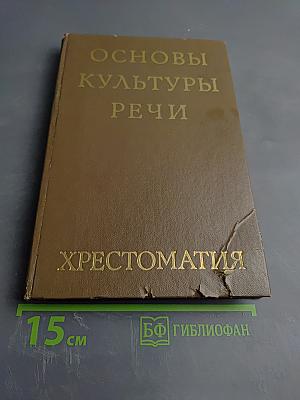 ОСНОВЫ
КУЛЬТУРЫ
РЕЧИ
ХРЕСТОМАТИЯ
15 см
БФ ГИБЛИОФАН